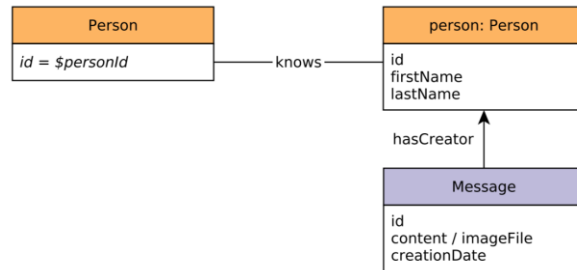 Person
id = $personId
knows
person: Person
id
firstName
lastName
hasCreator
Message
id
content / imageFile
creationDate